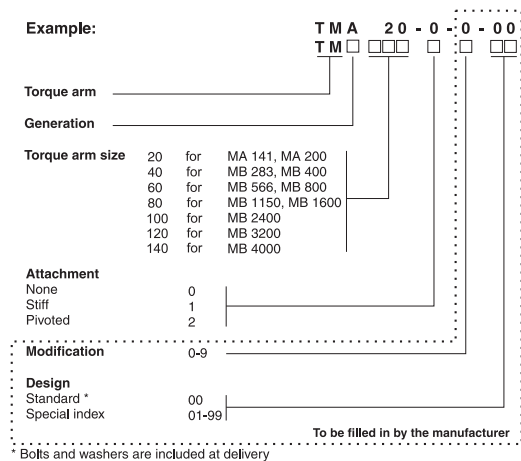 Example: T M A 2 0 - 0 - 0 - 0 0
T M □ □□□ □ □ □□
Torque arm
Generation
Torque arm size 20 for MA 141, MA 200
40 for MB 283, MB 400
60 for MB 566, MB 800
80 for MB 1150, MB 1600
100 for MB 2400
120 for MB 3200
140 for MB 4000
Attachment
None 0
Stiff 1
Pivoted 2
Modification 0-9
Design
Standard * 00
Special index 01-99
To be filled in by the manufacturer
* Bolts and washers are included at delivery